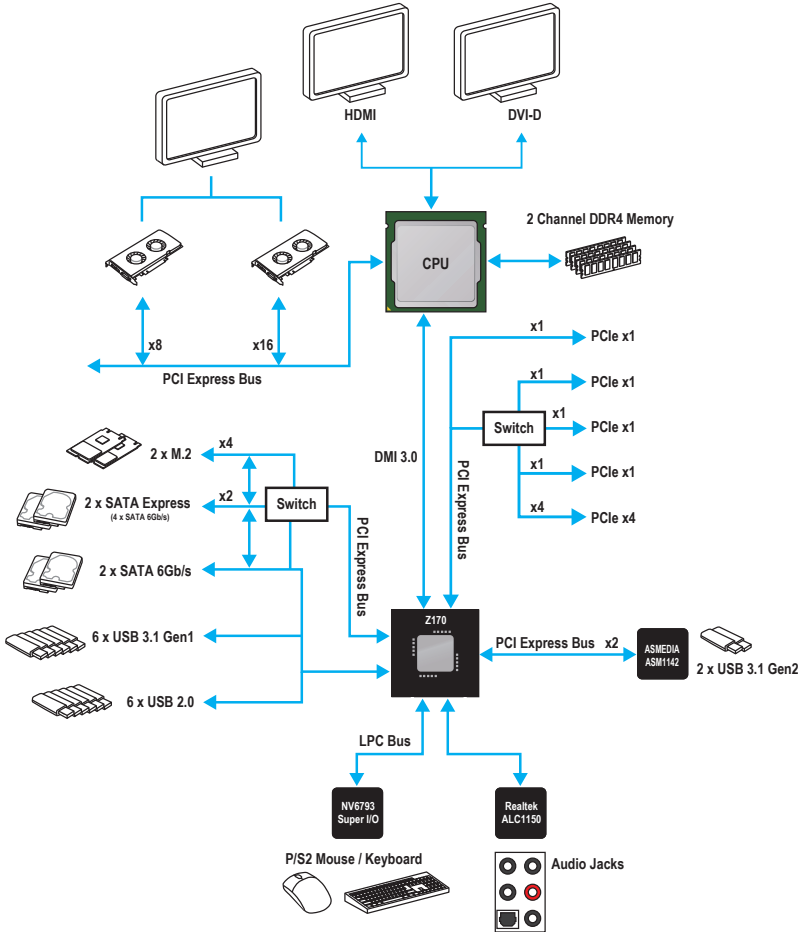 HDMI
DVI-D
2 Channel DDR4 Memory
CPU
x8
x16
PCI Express Bus
x1
PCIe x1
x1
PCIe x1
x1
PCIe x1
Switch
x1
PCIe x1
x4
PCIe x4
DMI 3.0
PCI Express Bus
2 x M.2
x4
2 x SATA Express
(4 x SATA 6Gb/s)
x2
Switch
2 x SATA 6Gb/s
PCI Express Bus
6 x USB 3.1 Gen1
6 x USB 2.0
Z170
PCI Express Bus x2
ASMEDIA
ASM1142
2 x USB 3.1 Gen2
LPC Bus
NV6793
Super I/O
Realtek
ALC1150
P/S2 Mouse / Keyboard
Audio Jacks